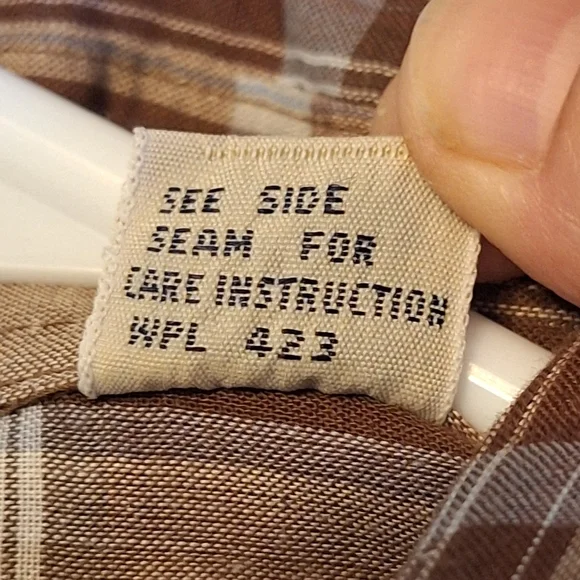 SEE SIDE
SEAM FOR
CARE INSTRUCTION
WPL 423